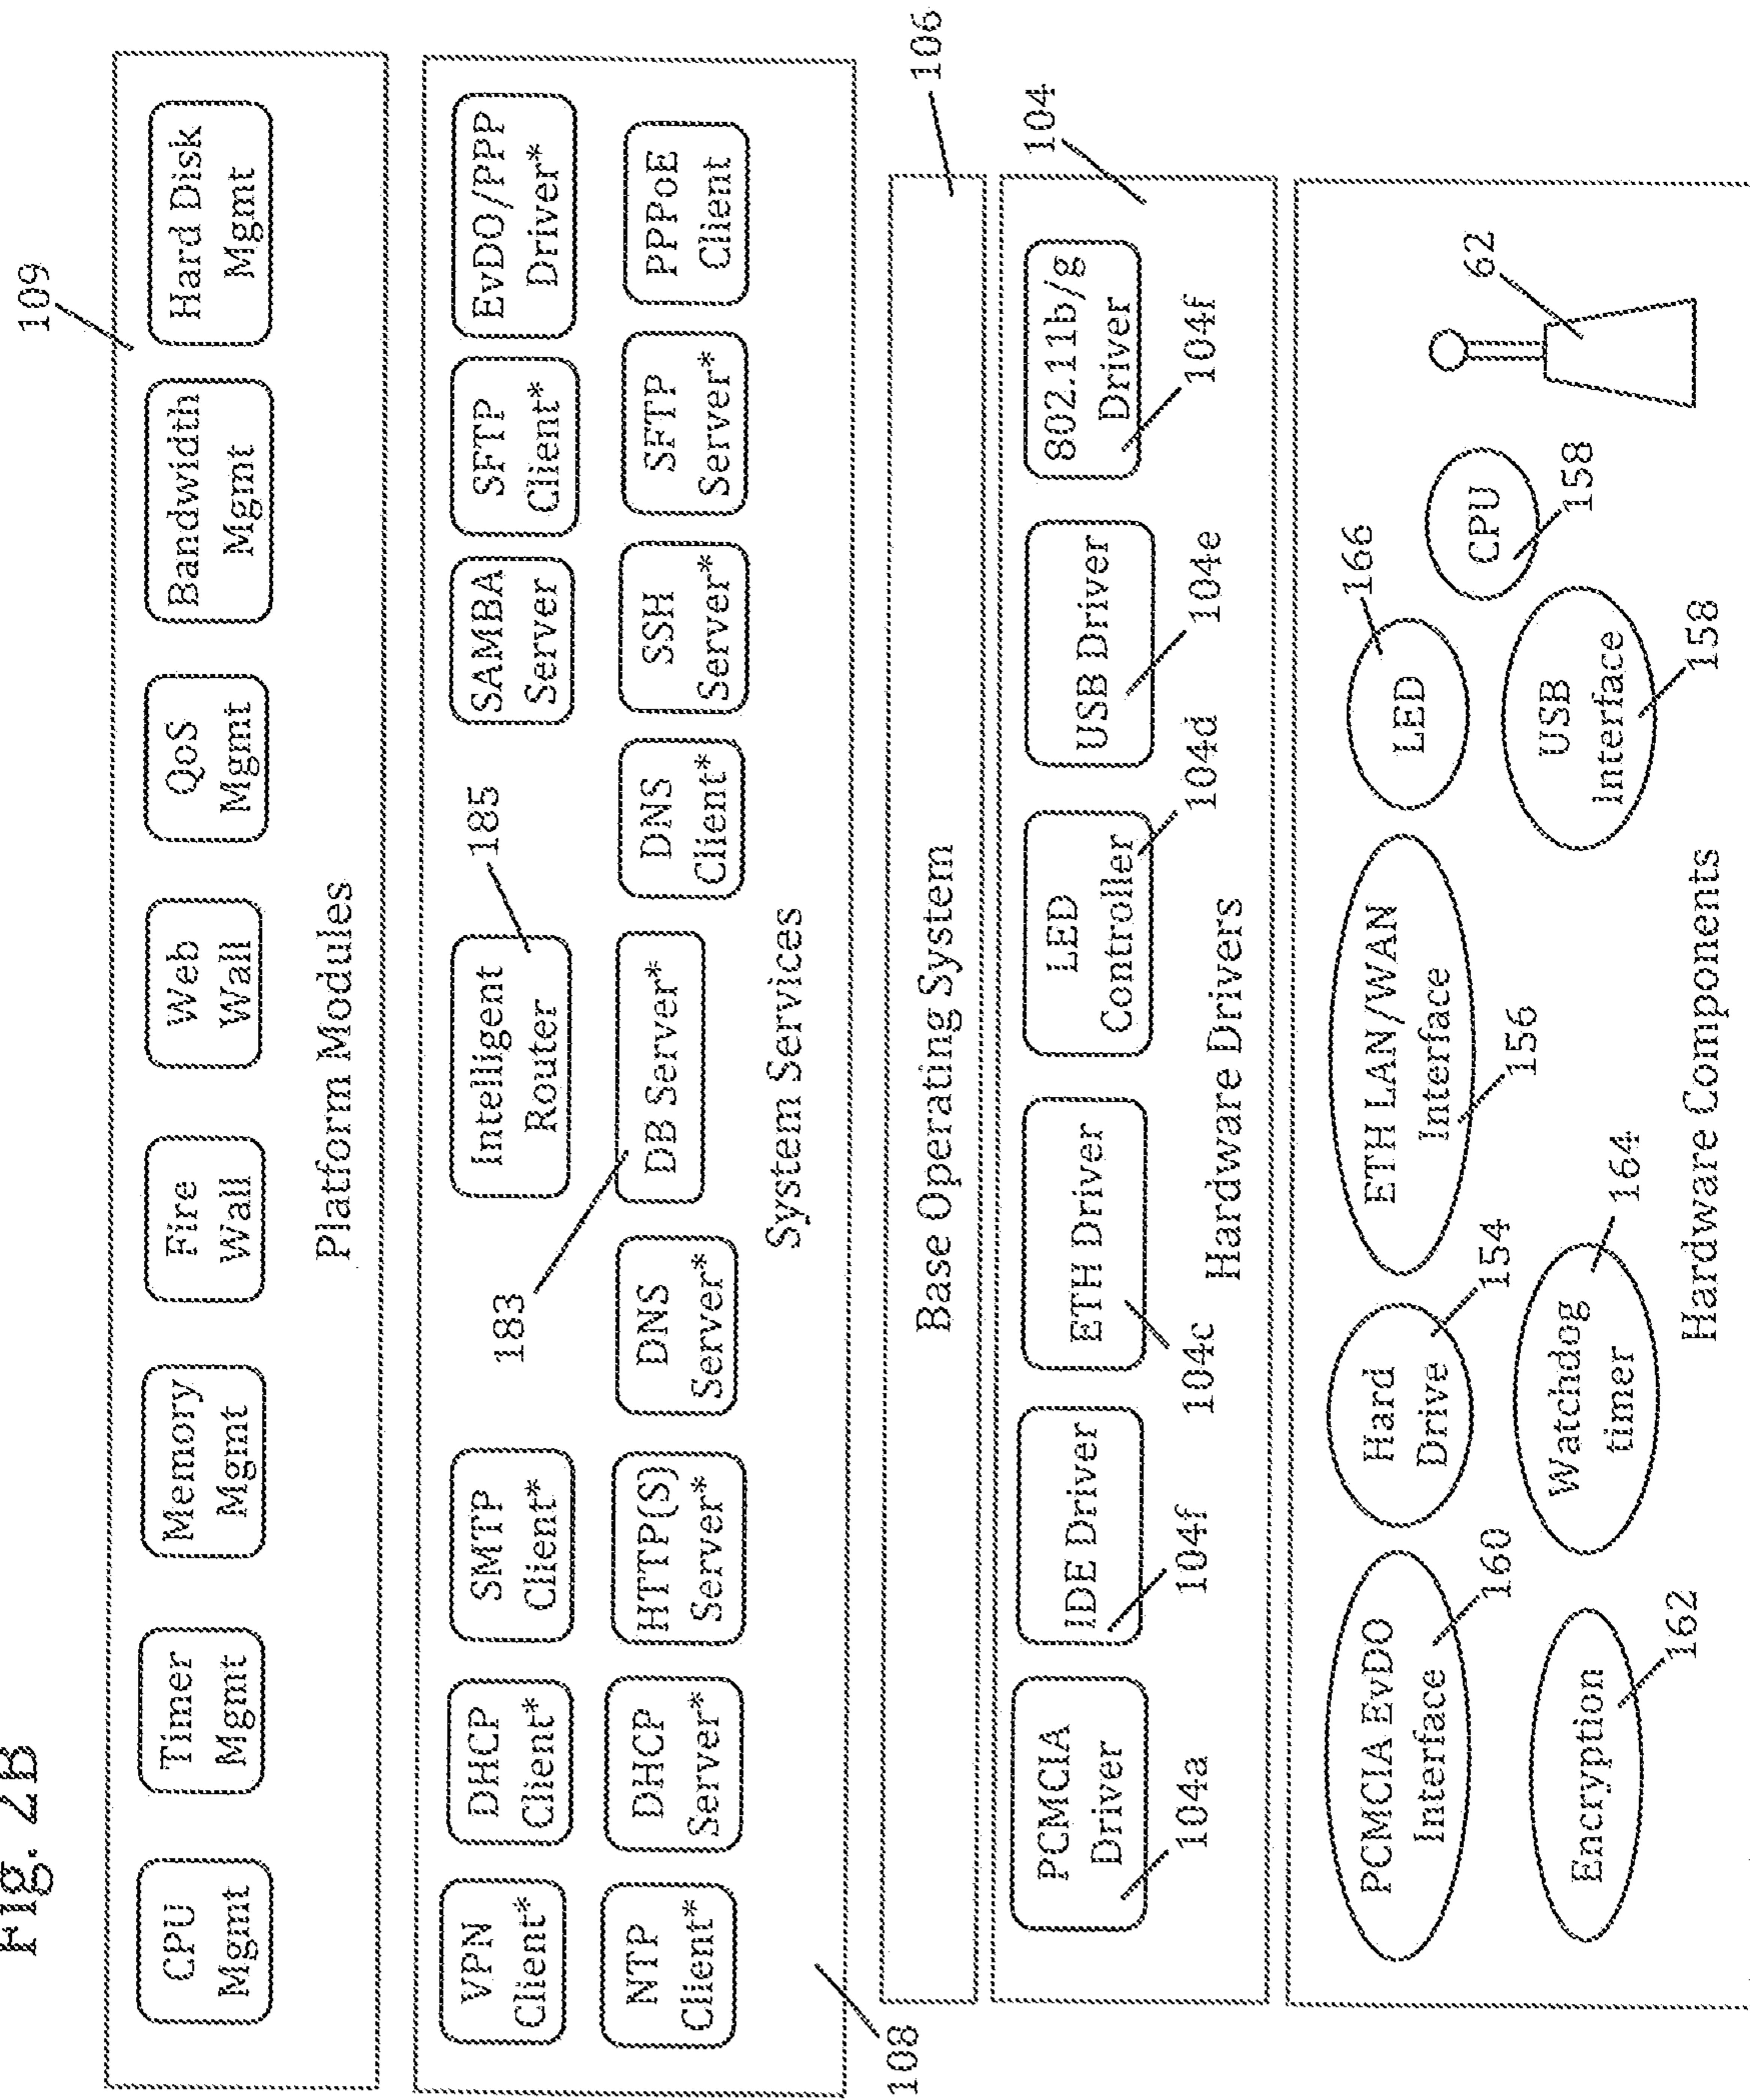 Fig. 2B
109
CPU
Mgmt
Timer
Mgmt
Memory
Mgmt
Fire
Wall
Web
Wall
QoS
Mgmt
Bandwidth
Mgmt
Hard Disk
Mgmt
Platform Modules
VPN
Client*
DHCP
Client*
SMTP
Client*
183
Intelligent
Router
185
SAMBA
Server
SFTP
Client*
EvDO/PPP
Driver*
NTP
Client*
DHCP
Server*
HTTP(S)
Server*
DNS
Server*
DB Server*
DNS
Client*
SSH
Server*
SFTP
Server*
PPPoE
Client
System Services
108
Base Operating System
106
PCMCIA
Driver
IDE Driver
ETH Driver
LED
Controller
USB Driver
802.11b/g
Driver
104
104a
104f
104c
104d
104e
104f
Hardware Drivers
PCMCIA EvDO
Interface
160
Hard
Drive
154
ETH LAN/WAN
Interface
156
LED
166
CPU
158
62
Encryption
162
Watchdog
timer
164
USB
Interface
158
Hardware Components